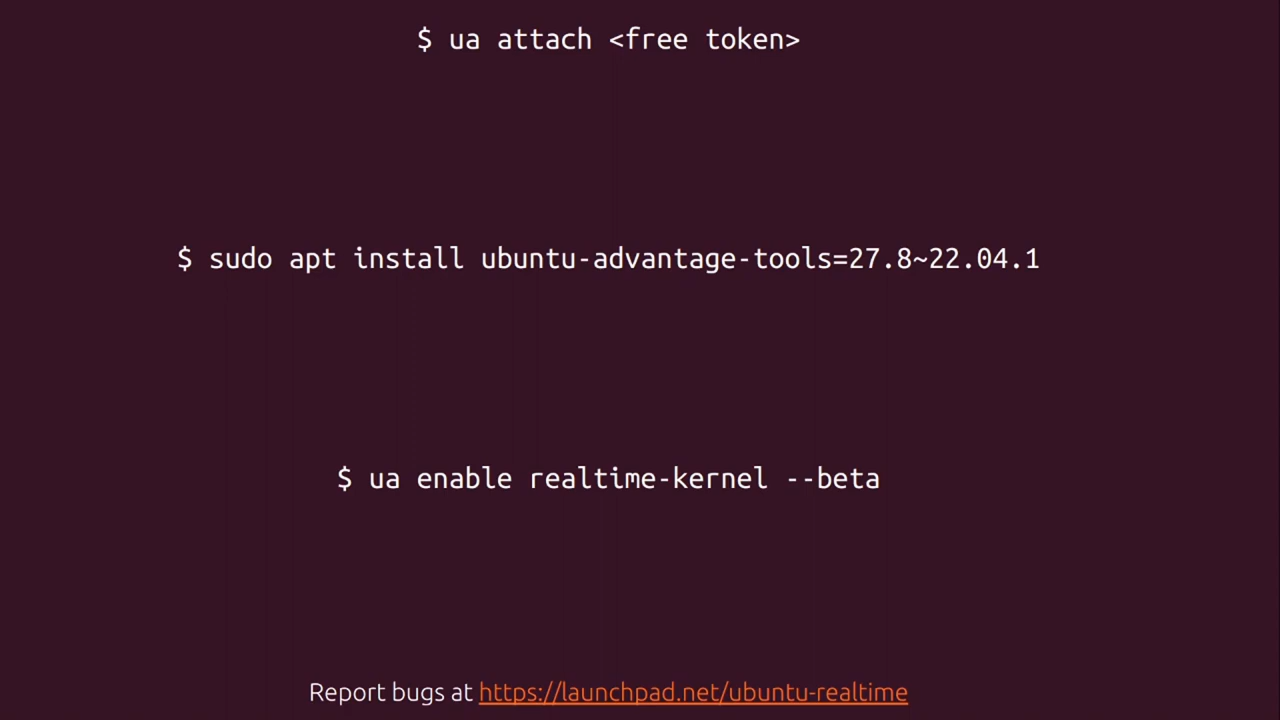 $ ua attach <free token>
$ sudo apt install ubuntu-advantage-tools=27.8~22.04.1
$ ua enable realtime-kernel --beta
Report bugs at https://launchpad.net/ubuntu-realtime